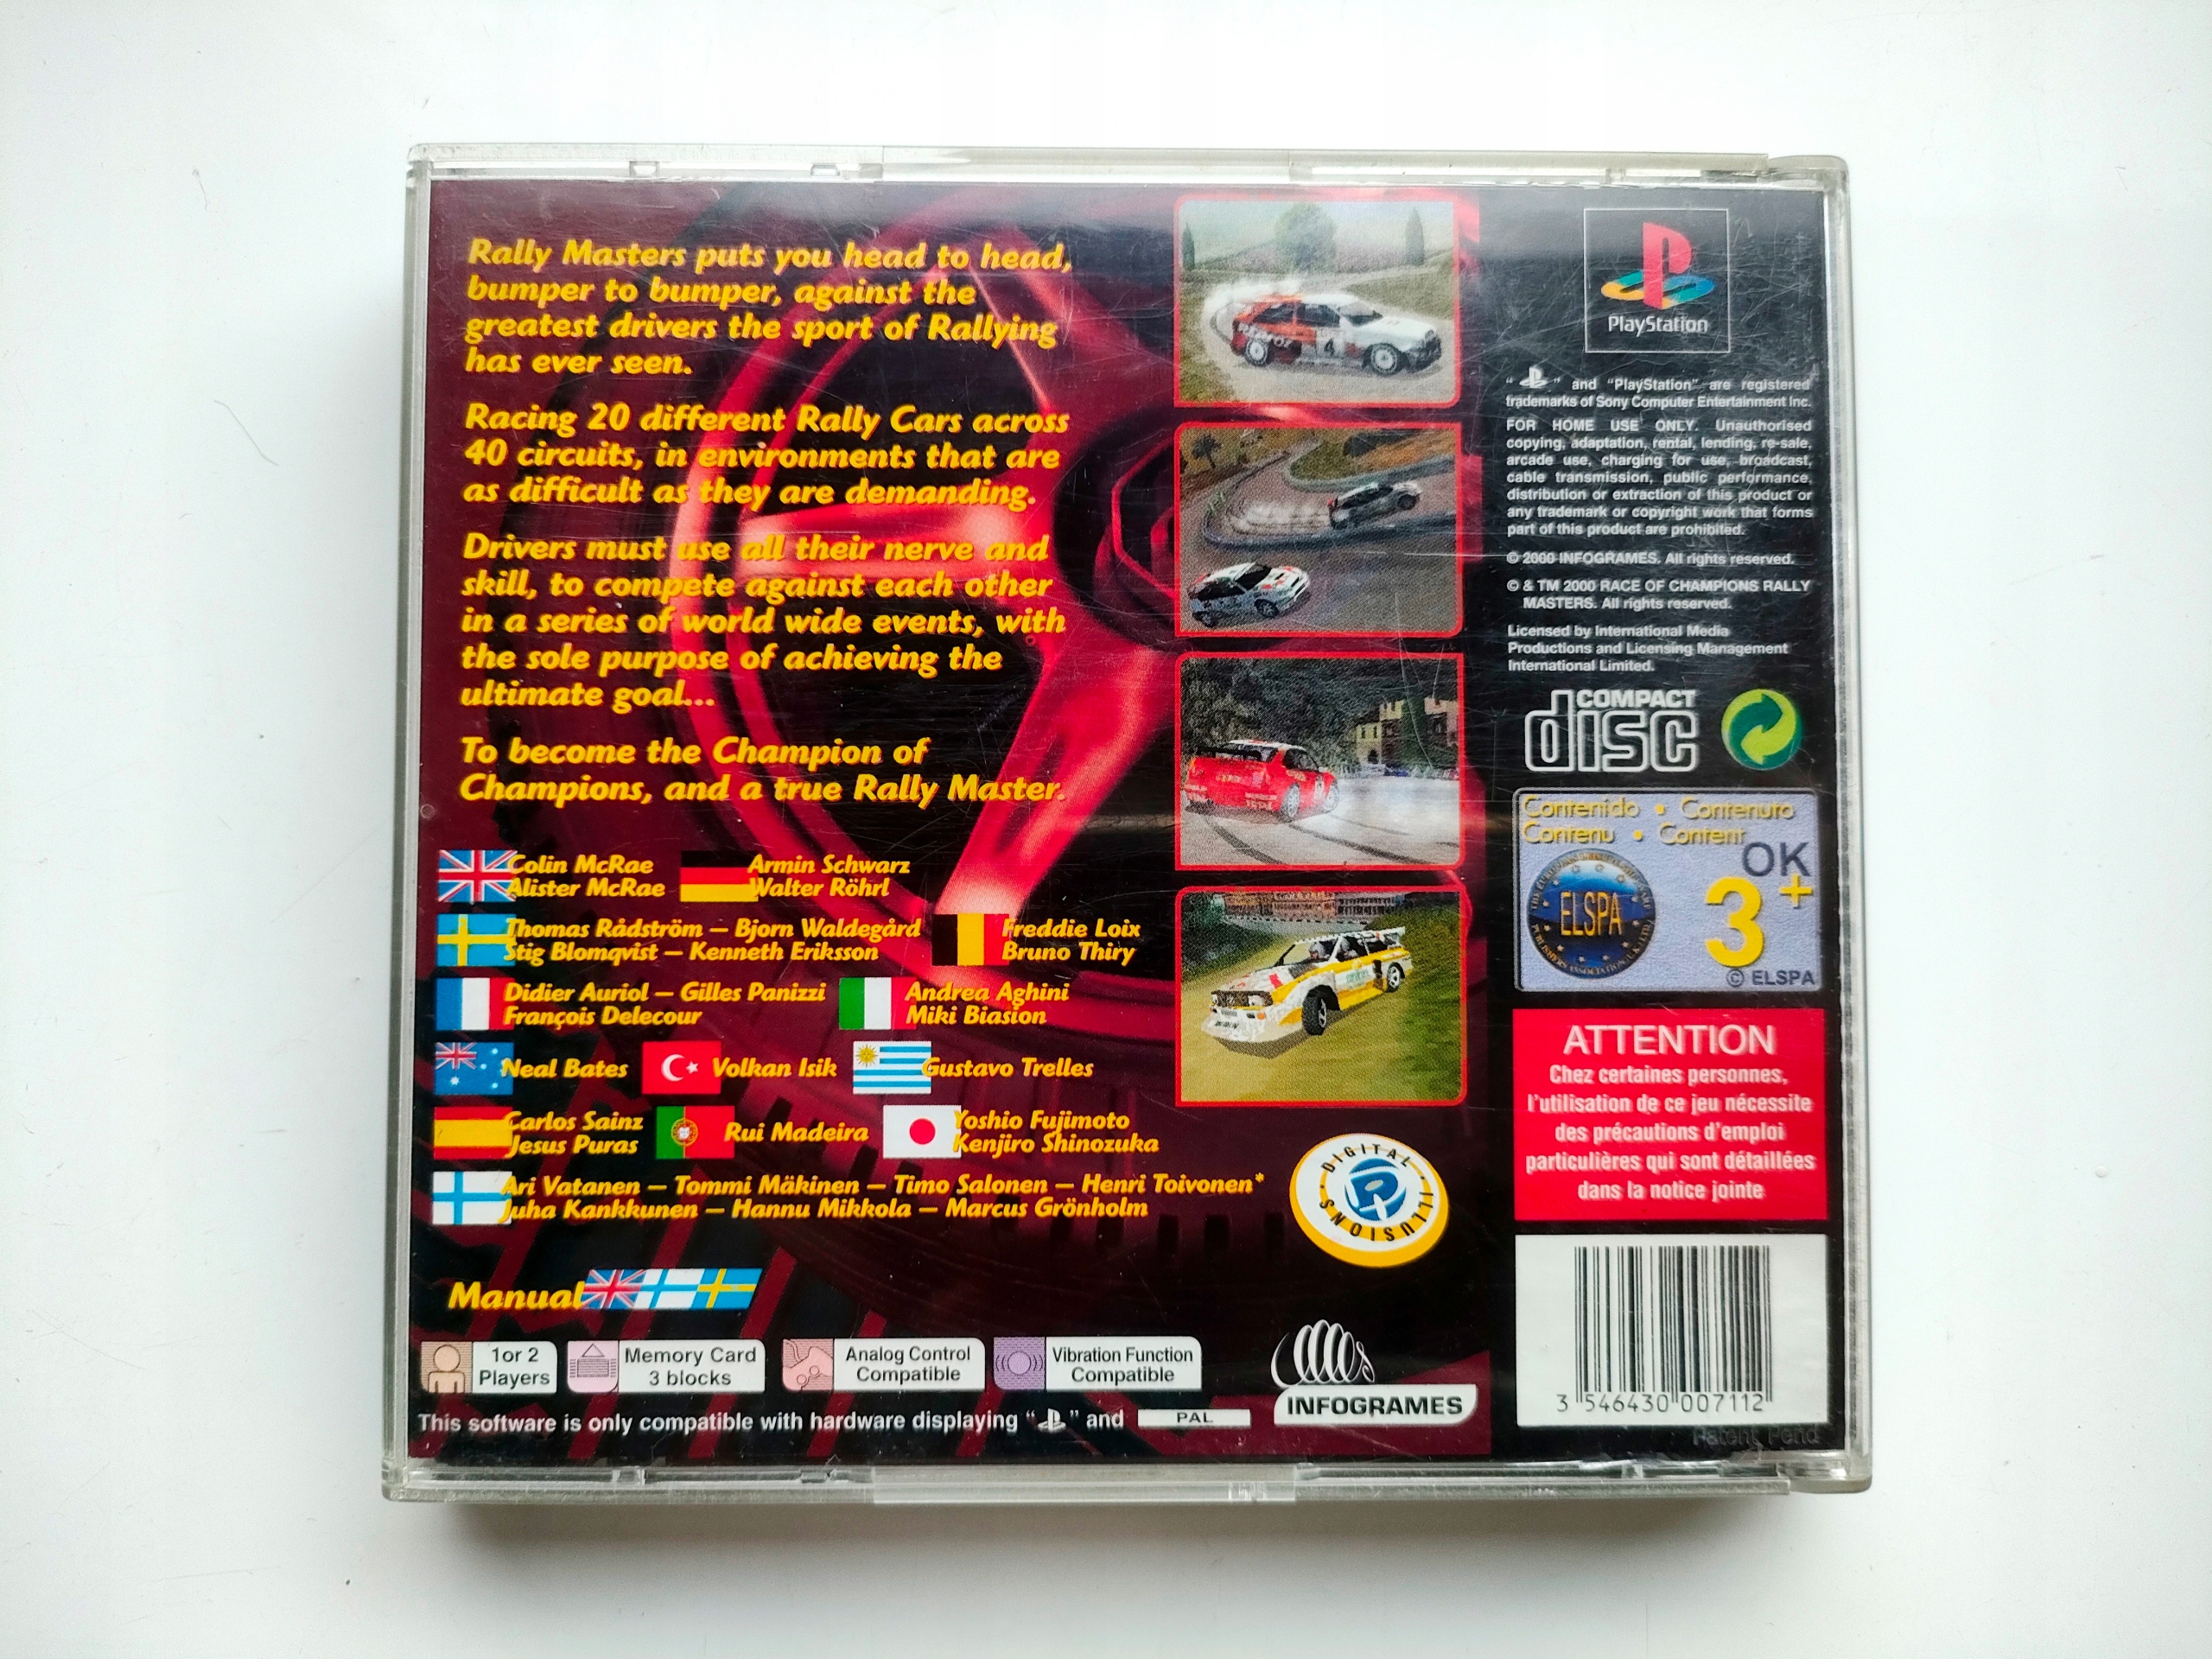 Rally Masters puts you head to head,
bumper to bumper, against the
greatest drivers the sport of Rallying
has ever seen.
Racing 20 different Rally Cars across
40 circuits, in environments that are
as difficult as they are demanding.
Drivers must use all their nerve and
skill, to compete against each other
in a series of world wide events, with
the sole purpose of achieving the
ultimate goal...
To become the Champion of
Champions, and a true Rally Master.
Colin McRae
Alister McRae
Armin Schwarz
Walter Röhrl
Thomas Rådström – Bjorn Waldegård
Stig Blomqvist – Kenneth Eriksson
Freddie Loix
Bruno Thiry
Didier Auriol – Gilles Panizzi
François Delecour
Andrea Aghini
Miki Biasion
Neal Bates
Volkan Isik
Gustavo Trelles
Carlos Sainz
Jesus Puras
Rui Madeira
Yoshio Fujimoto
Kenjiro Shinozuka
Ari Vatanen – Tommi Mäkinen – Timo Salonen – Henri Toivonen*
Juha Kankkunen – Hannu Mikkola – Marcus Grönholm
Manual
1 or 2
Players
Memory Card
3 blocks
Analog Control
Compatible
Vibration Function
Compatible
This software is only compatible with hardware displaying " " and PAL
4
DIGITAL
ILLUSIONS
INFOGRAMES
PlayStation
" " and "PlayStation" are registered
trademarks of Sony Computer Entertainment Inc.
FOR HOME USE ONLY. Unauthorised
copying, adaptation, rental, lending, re-sale,
arcade use, charging for use, broadcast,
cable transmission, public performance,
distribution or extraction of this product or
any trademark or copyright work that forms
part of this product are prohibited.
© 2000 INFOGRAMES. All rights reserved.
© & TM 2000 RACE OF CHAMPIONS RALLY
MASTERS. All rights reserved.
Licensed by International Media
Productions and Licensing Management
International Limited.
COMPACT
disc
Contenido • Contenuto
Contenu • Content
OK
3+
ELSPA
© ELSPA
ATTENTION
Chez certaines personnes,
l'utilisation de ce jeu nécessite
des précautions d'emploi
particulières qui sont détaillées
dans la notice jointe
3 546430 007112
Patent Pend